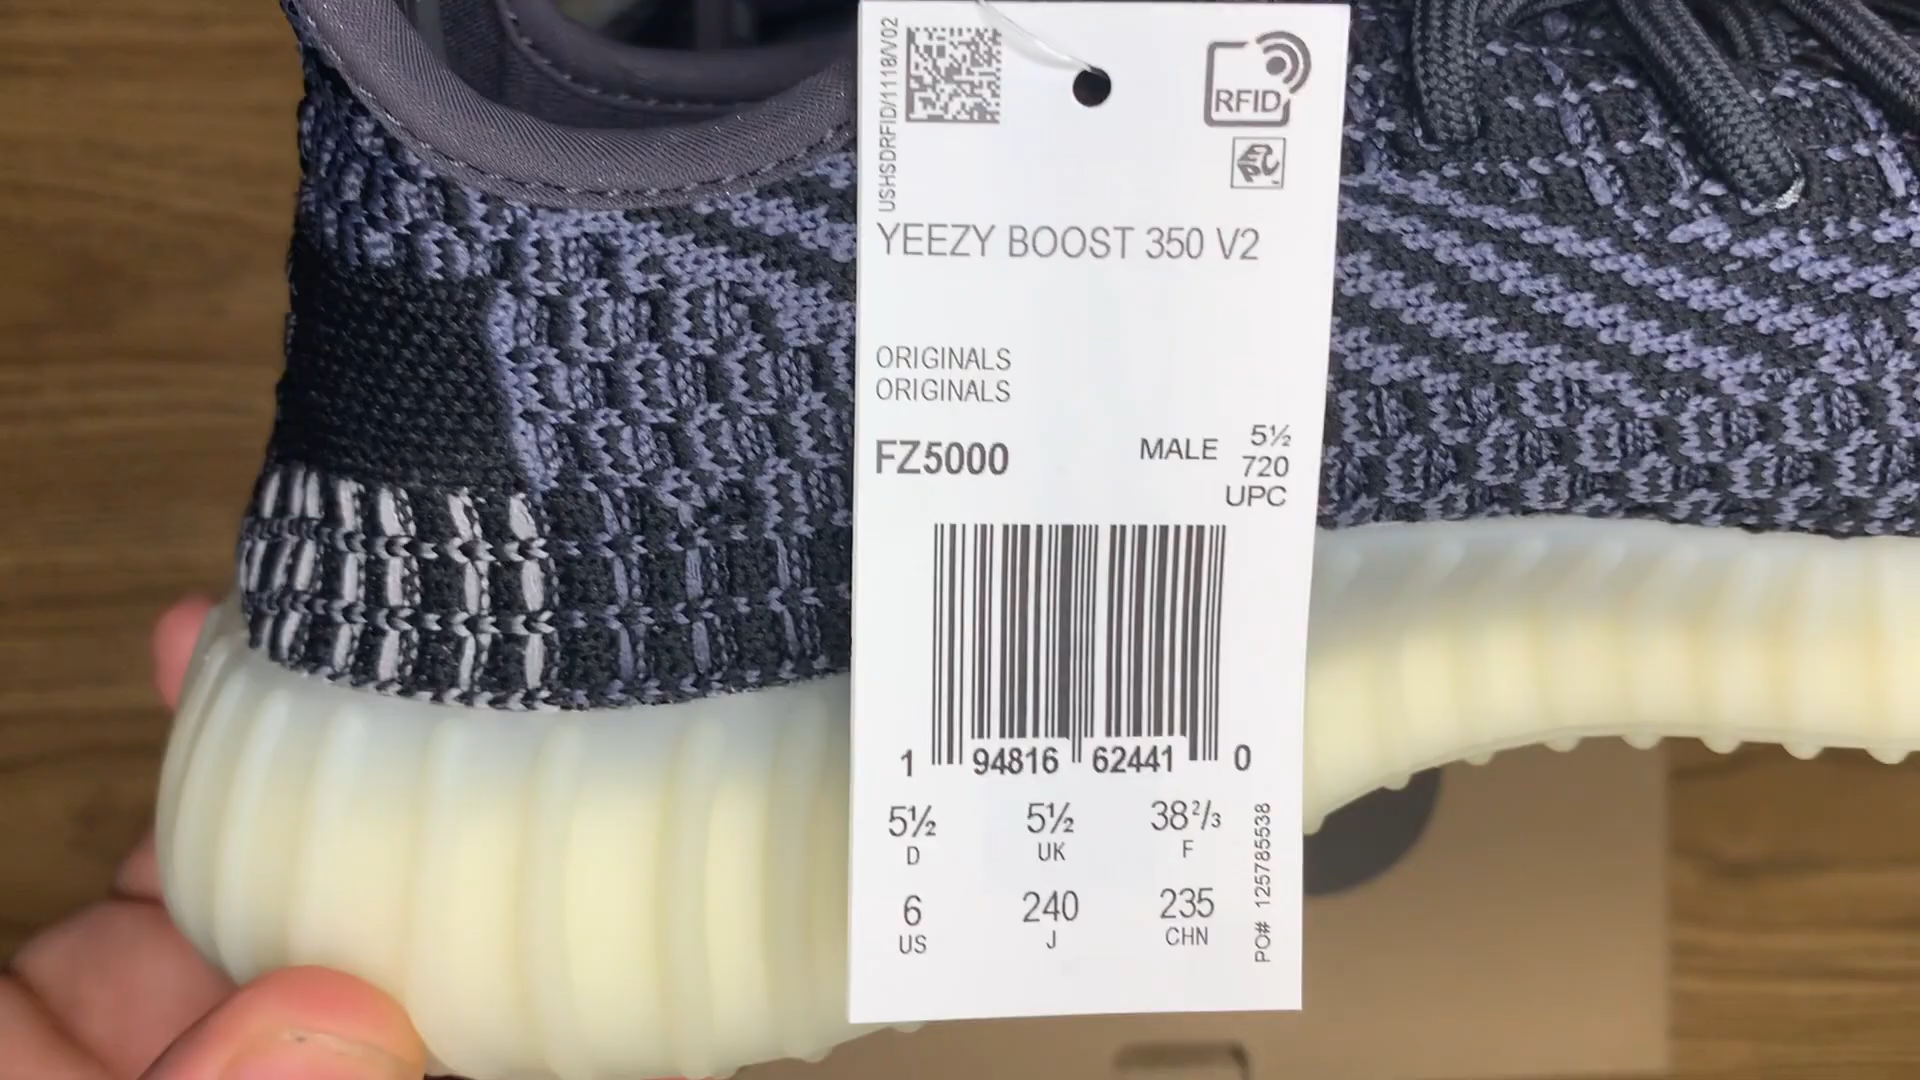 USHSDRFID/1118/V02
RFID
YEEZY BOOST 350 V2
ORIGINALS
ORIGINALS
FZ5000
MALE
5½
720
UPC
1 94816 62441 0
5½ 5½ 38⅔
D UK F
6 240 235
US J CHN
PO# 125785538